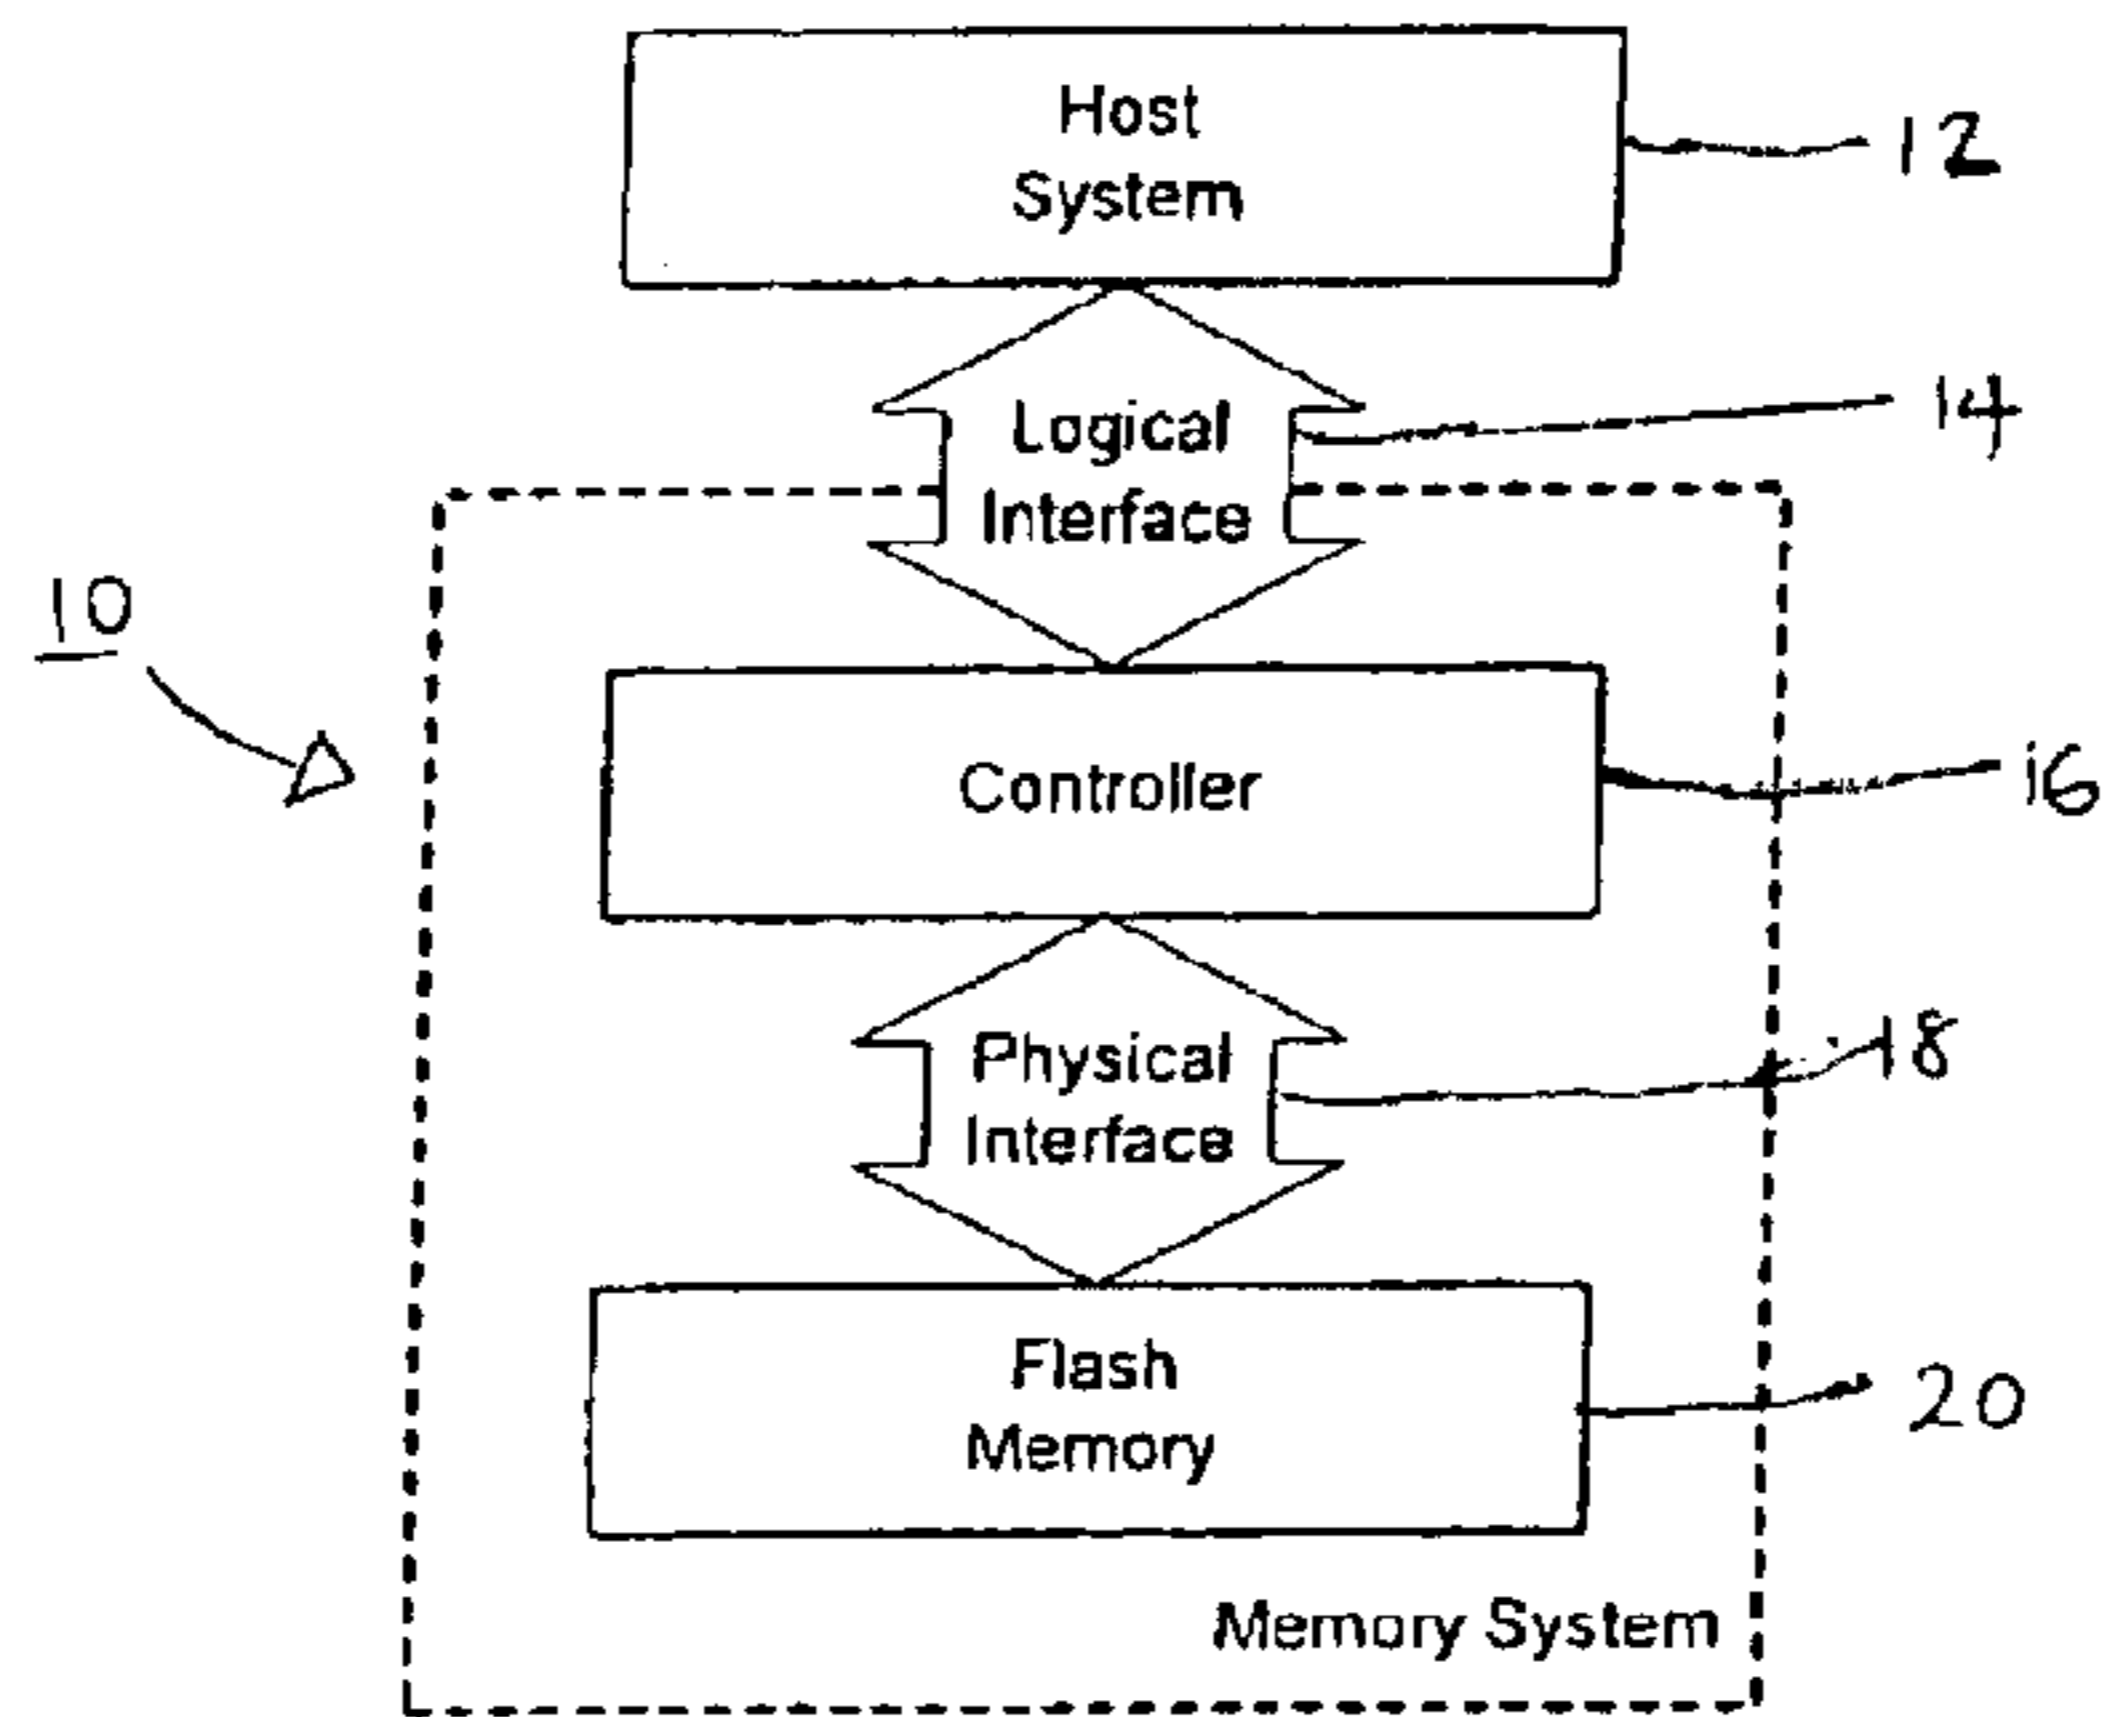 Host
System
12
Logical
Interface
14
10
Controller
16
Physical
Interface
18
Flash
Memory
20
Memory System